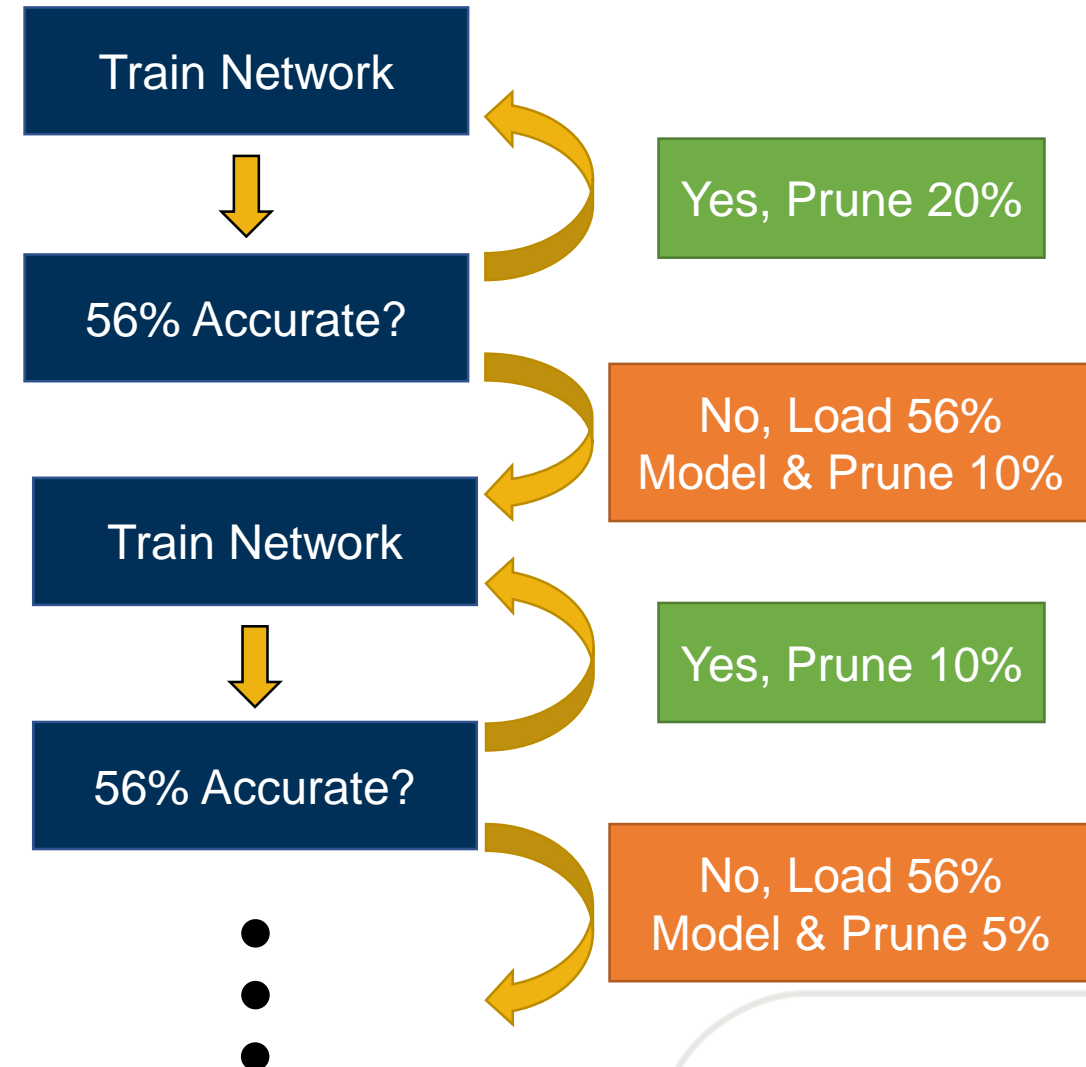 Train Network
Yes, Prune 20%
56% Accurate?
No, Load 56%
Model & Prune 10%
Train Network
Yes, Prune 10%
56% Accurate?
No, Load 56%
Model & Prune 5%